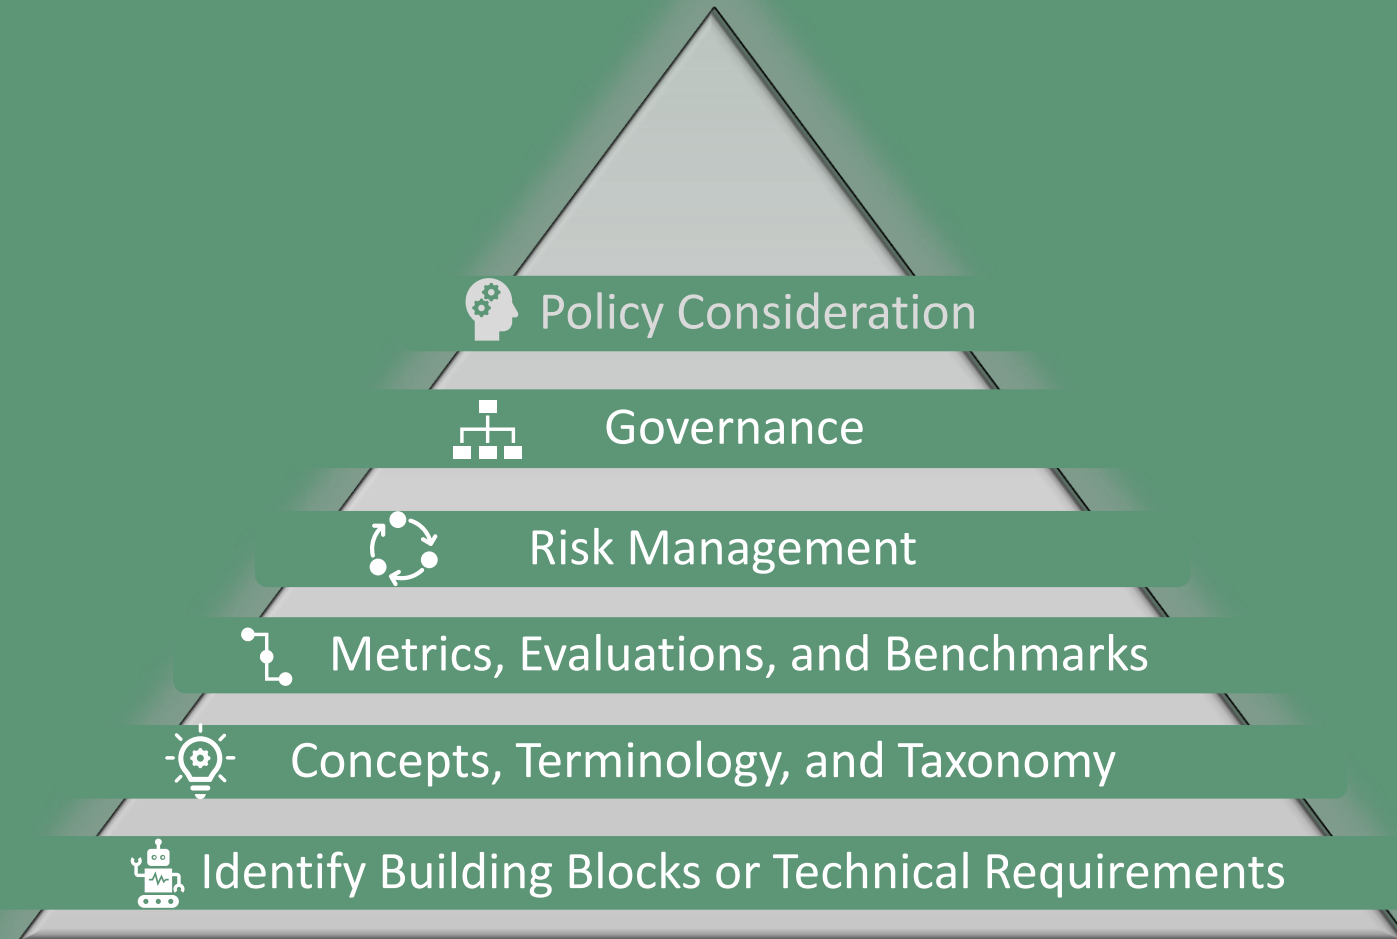 Policy Consideration
Governance
Risk Management
Metrics, Evaluations, and Benchmarks
Concepts, Terminology, and Taxonomy
Identify Building Blocks or Technical Requirements